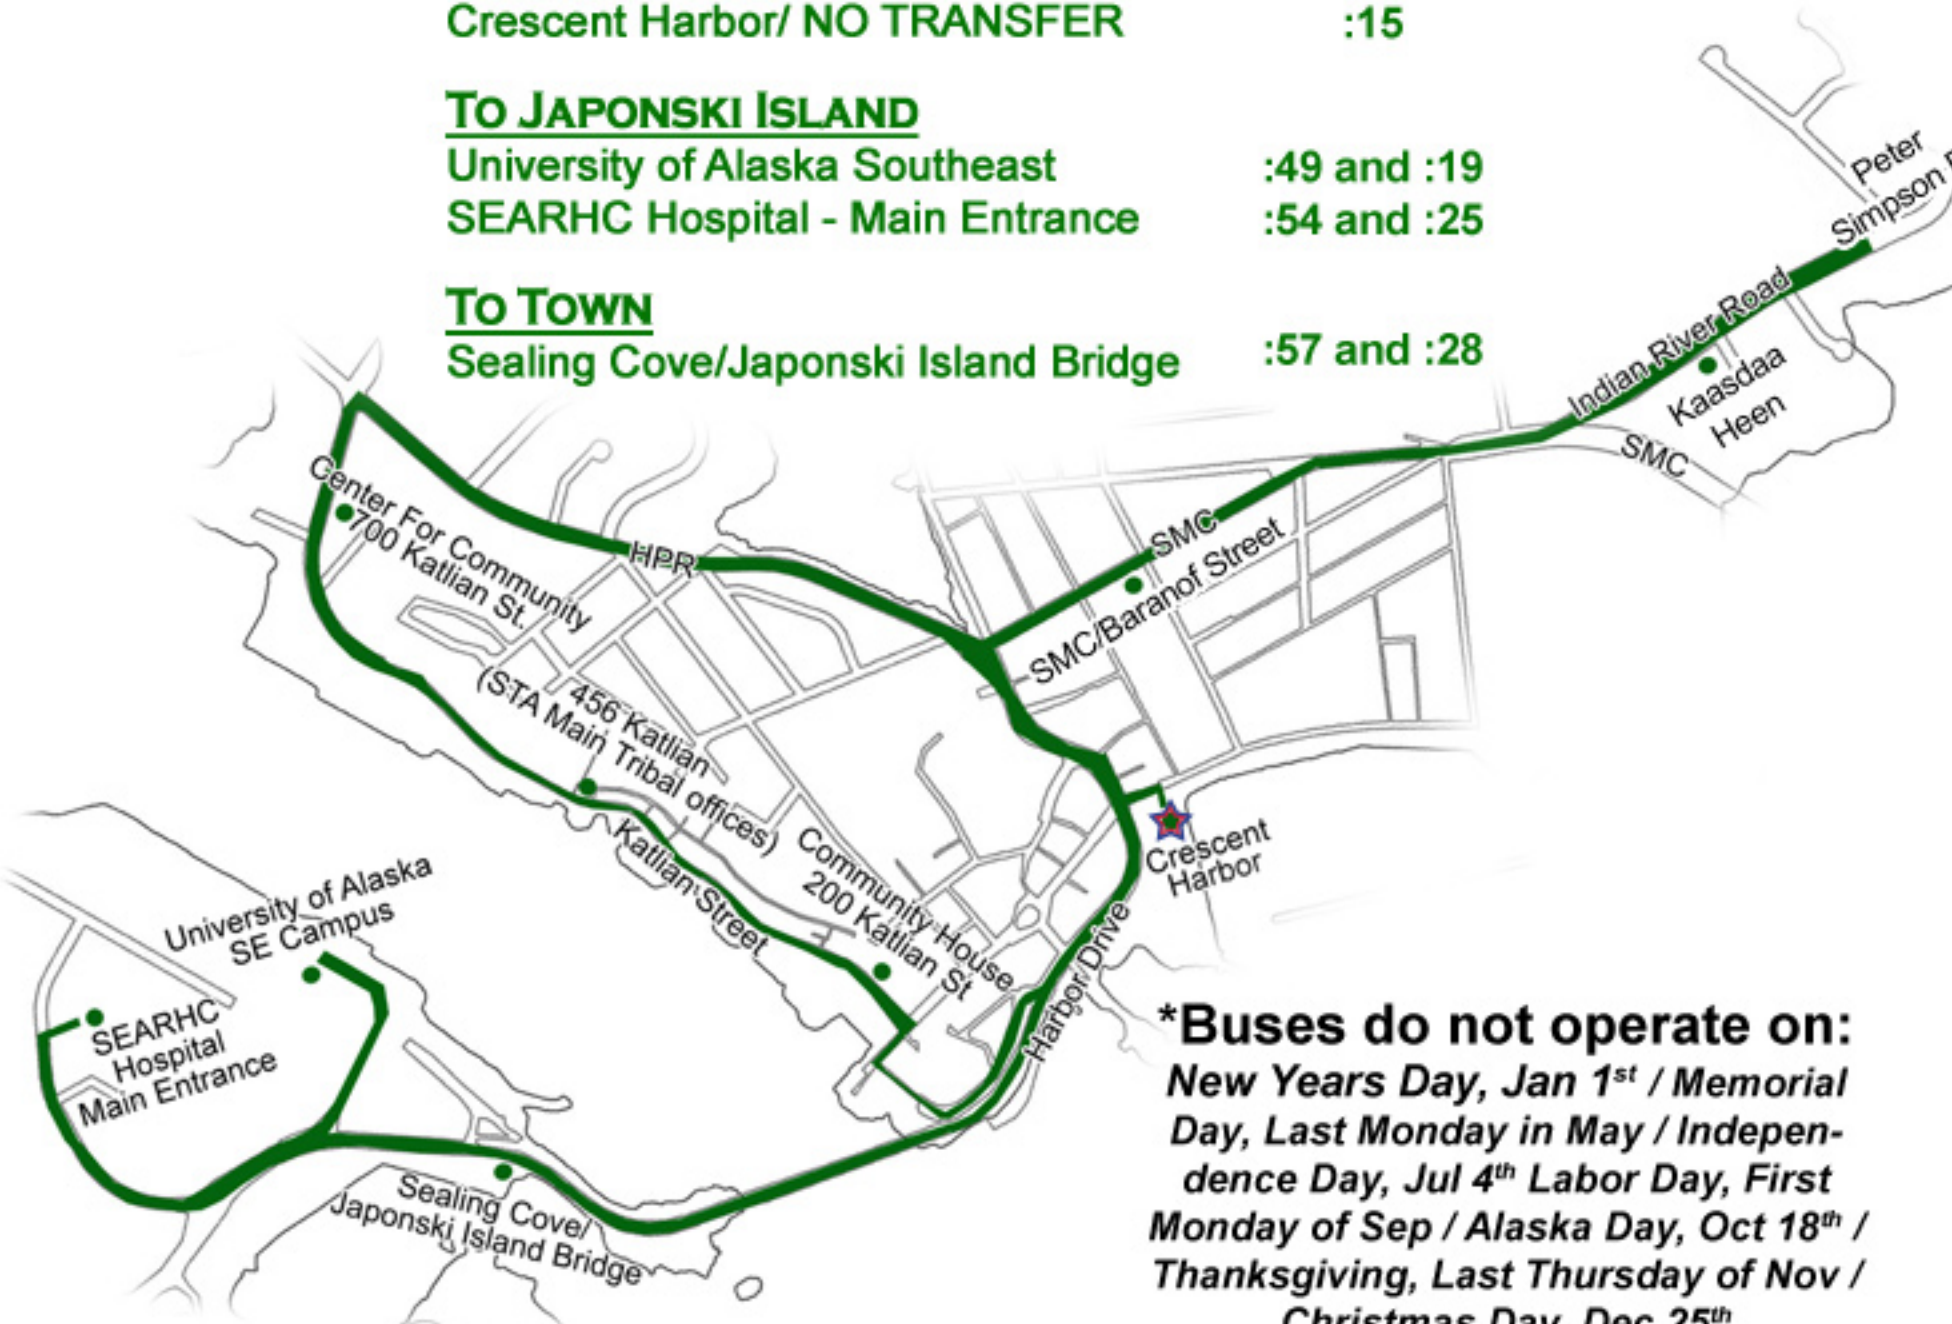 Crescent Harbor/ NO TRANSFER :15
TO JAPONSKI ISLAND
University of Alaska Southeast :49 and :19
SEARHC Hospital - Main Entrance :54 and :25
TO TOWN
Sealing Cove/Japonski Island Bridge :57 and :28
Peter
Simpson
Indian River Road
Kaasdaa
Heen
SMC
SMC
SMC/Baranof Street
HPR
Center For Community
700 Katlian St.
456 Katlian
(STA Main Tribal offices)
Katlian Street
Community House
200 Katlian St
Crescent
Harbor
Harbor Drive
University of Alaska
SE Campus
SEARHC
Hospital
Main Entrance
Sealing Cove/
Japonski Island Bridge
*Buses do not operate on:
New Years Day, Jan 1st / Memorial
Day, Last Monday in May / Indepen-
dence Day, Jul 4th Labor Day, First
Monday of Sep / Alaska Day, Oct 18th /
Thanksgiving, Last Thursday of Nov /
Christmas Day, Dec 25th